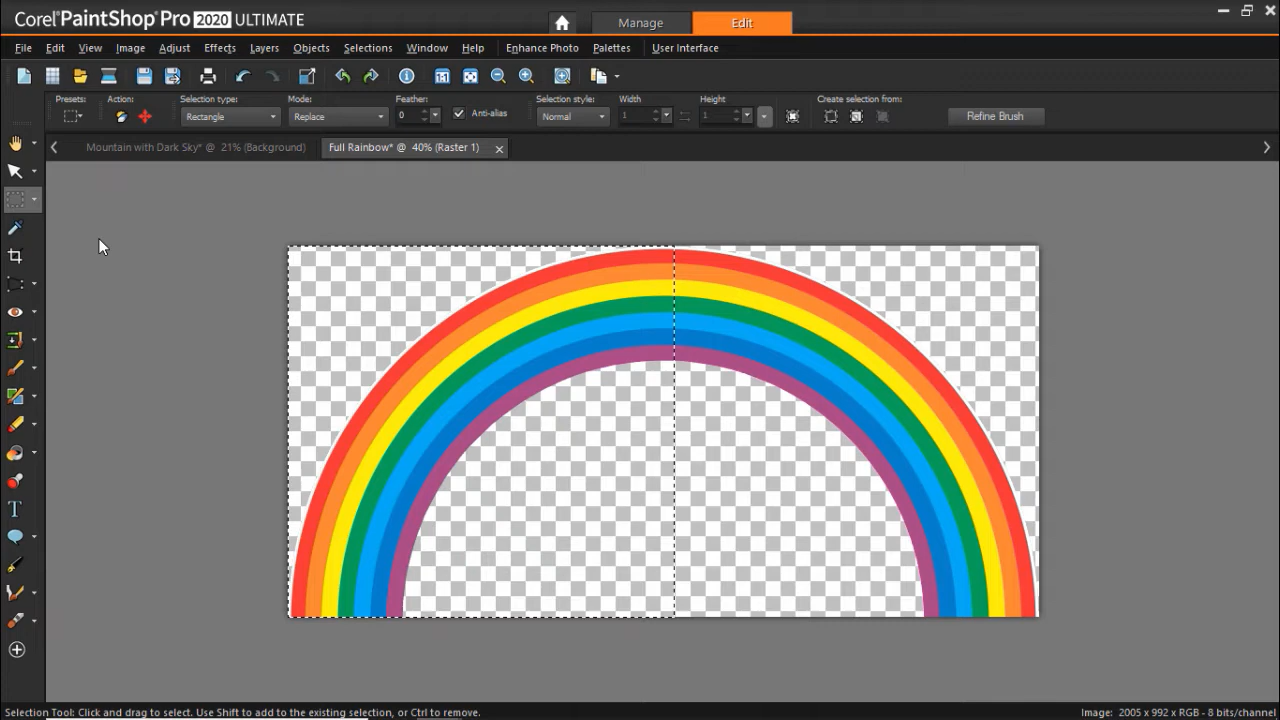 Corel PaintShop Pro 2020 ULTIMATE
Manage
Edit
File Edit View Image Adjust Effects Layers Objects Selections Window Help Enhance Photo Palettes User Interface
1:1
Presets: Action: Selection type: Mode: Feather: Selection style: Width Height Create selection from:
Rectangle Replace 0 Anti-alias Normal 1 1 Refine Brush
Mountain with Dark Sky* @ 21% (Background) Full Rainbow* @ 40% (Raster 1)
T
Selection Tool: Click and drag to select. Use Shift to add to the existing selection, or Ctrl to remove.
Image: 2005 x 992 x RGB - 8 bits/channel